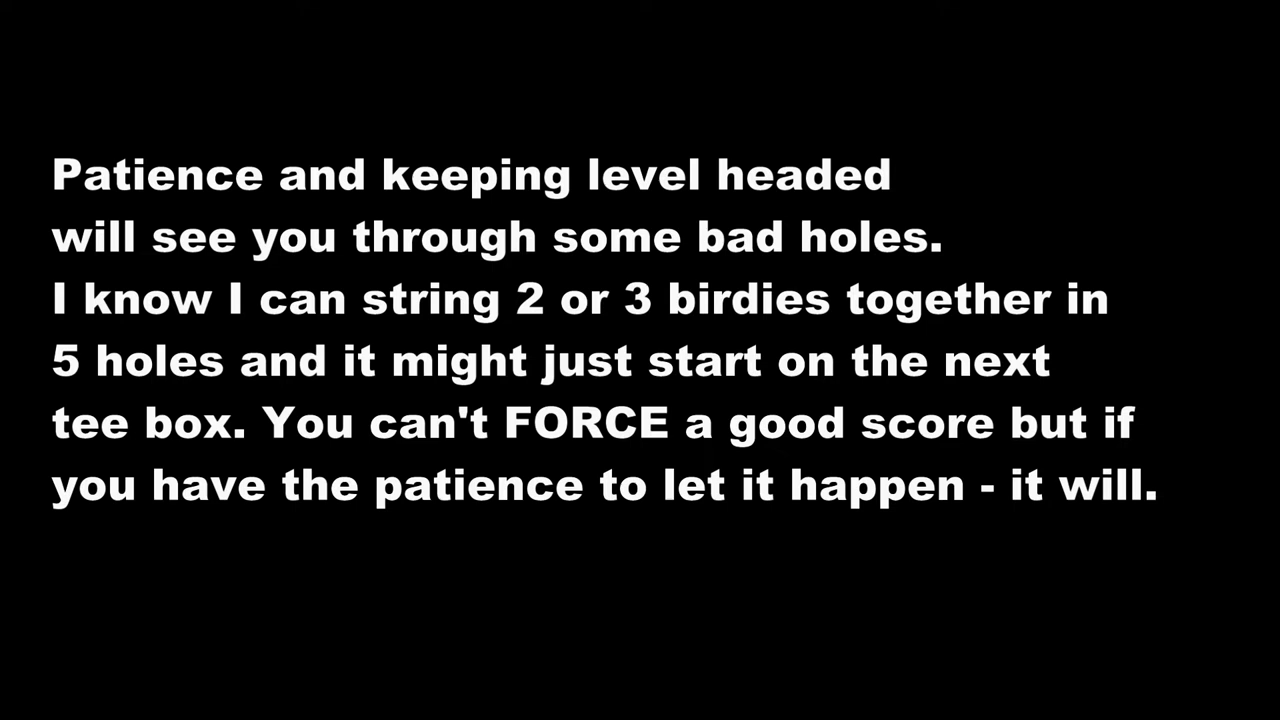 Patience and keeping level headed
will see you through some bad holes.
I know I can string 2 or 3 birdies together in
5 holes and it might just start on the next
tee box. You can't FORCE a good score but if
you have the patience to let it happen - it will.